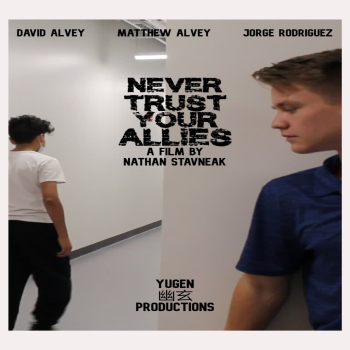 DAVID ALVEY MATTHEW ALVEY JORGE RODRIGUEZ
NEVER
TRUST
YOUR
ALLIES
A FILM BY
NATHAN STAVNEAK
YUGEN
幽玄
PRODUCTIONS